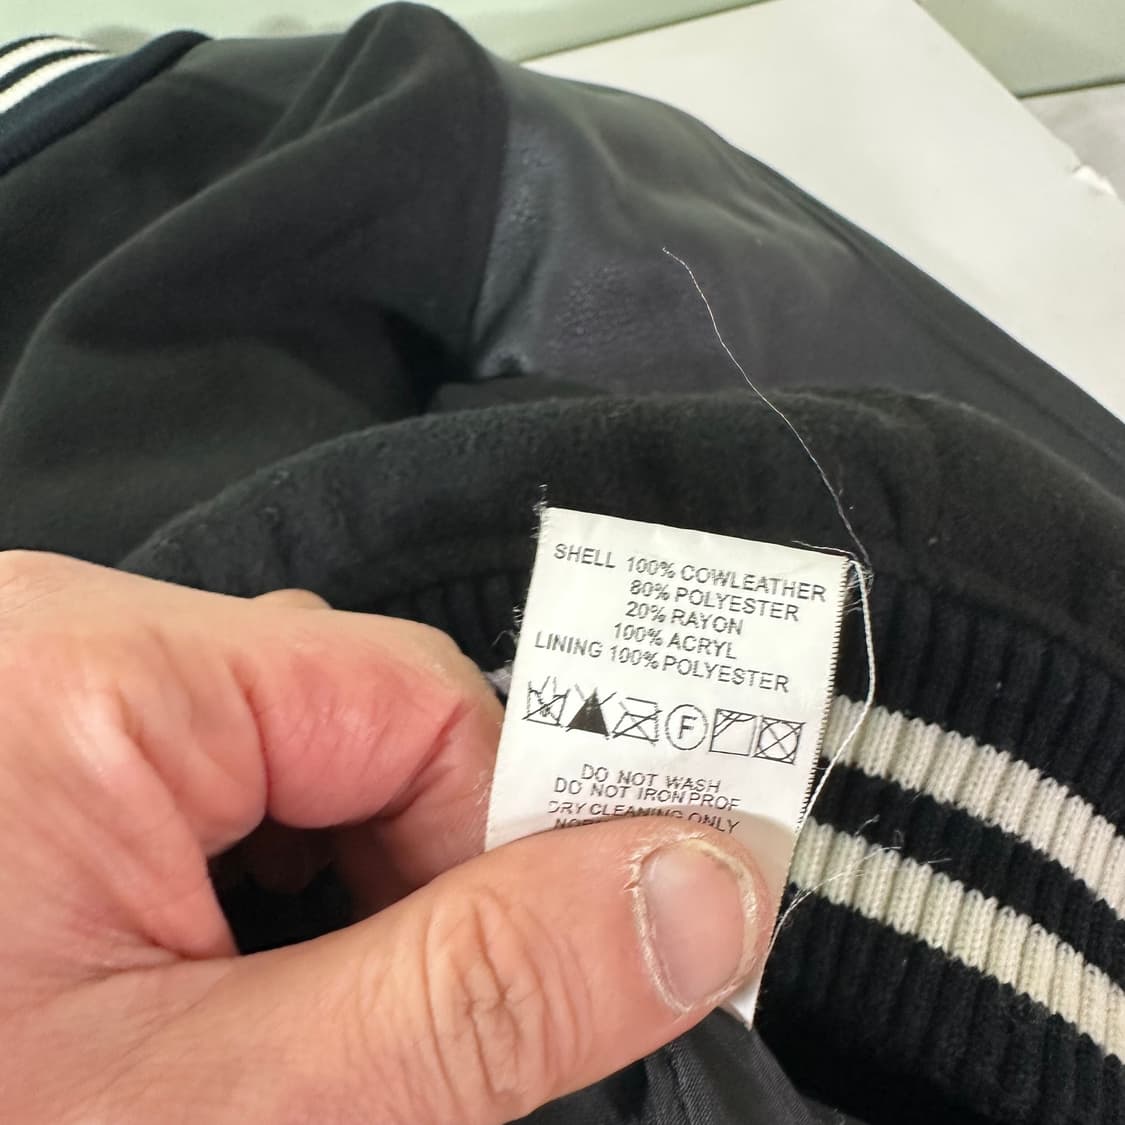 SHELL 100% COWLEATHER
80% POLYESTER
20% RAYON
100% ACRYL
LINING 100% POLYESTER
F
DO NOT WASH
DO NOT IRON PROF
DRY CLEANING ONLY